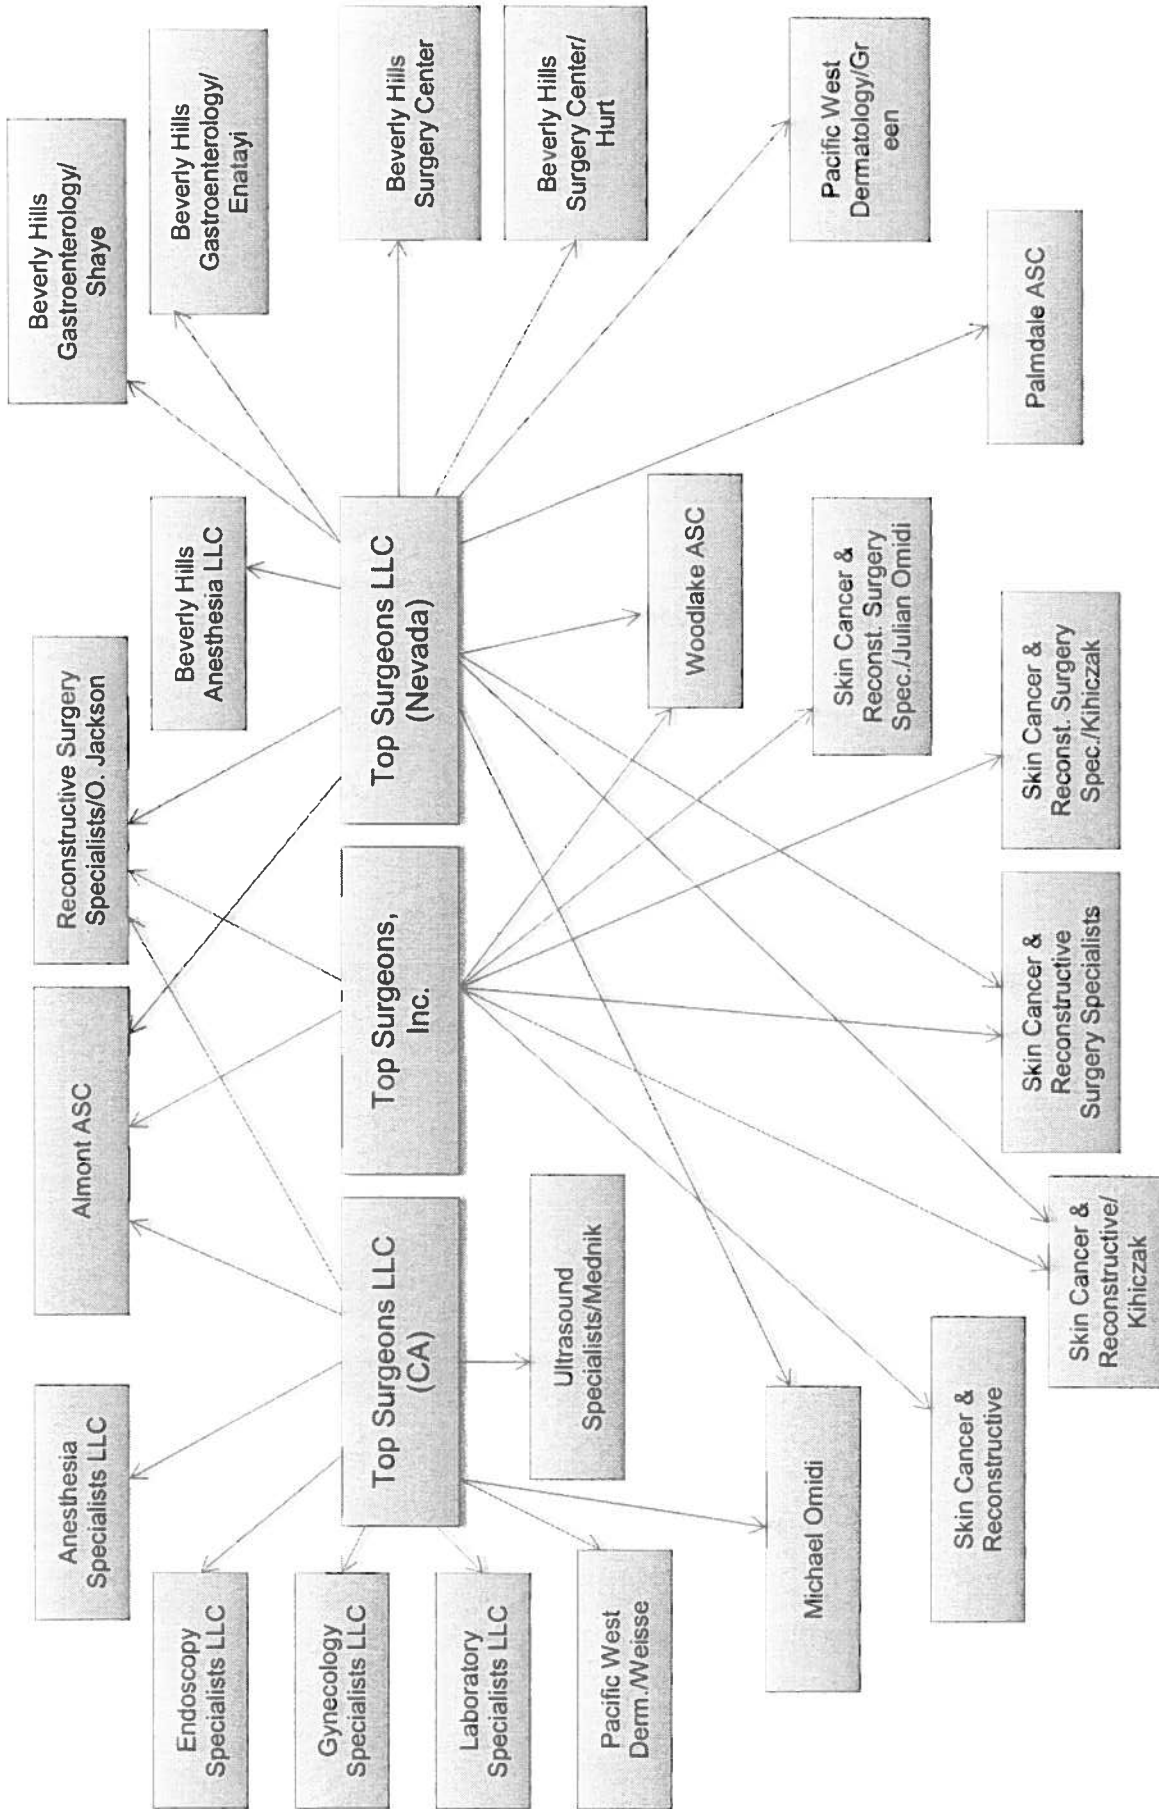 Anesthesia
Specialists LLC
Almont ASC
Reconstructive Surgery
Specialists/O. Jackson
Beverly Hills
Gastroenterology/
Shaye
Endoscopy
Specialists LLC
Beverly Hills
Anesthesia LLC
Beverly Hills
Gastroenterology/
Enatayi
Gynecology
Specialists LLC
Top Surgeons LLC
(CA)
Top Surgeons,
Inc.
Top Surgeons LLC
(Nevada)
Beverly Hills
Surgery Center
Laboratory
Specialists LLC
Ultrasound
Specialists/Mednik
Beverly Hills
Surgery Center/
Hurt
Pacific West
Derm./Weisse
Woodlake ASC
Michael Omidi
Skin Cancer &
Reconst. Surgery
Spec./Julian Omidi
Pacific West
Dermatology/Gr
een
Skin Cancer &
Reconstructive
Skin Cancer &
Reconstructive/
Kihiczak
Skin Cancer &
Reconstructive
Surgery Specialists
Skin Cancer &
Reconst. Surgery
Spec./Kihiczak
Palmdale ASC